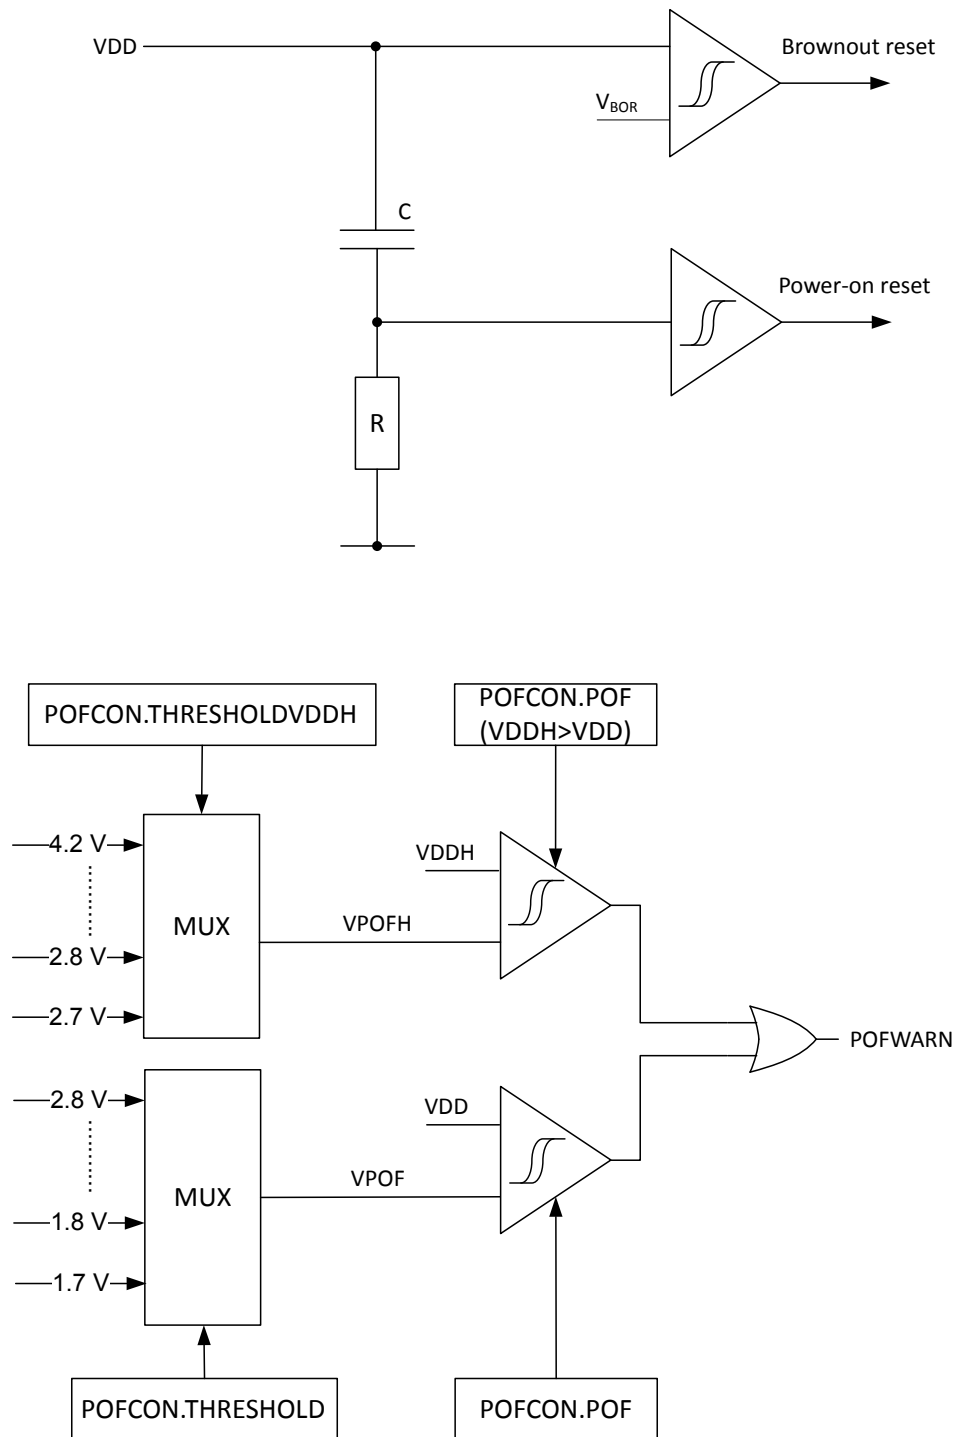 Brownout reset
VDD
V_BOR
C
Power-on reset
R
POFCON.THRESHOLDVDDH
POFCON.POF
(VDDH>VDD)
4.2 V
VDDH
MUX
VPOFH
2.8 V
2.7 V
POFWARN
2.8 V
VDD
MUX
VPOF
1.8 V
1.7 V
POFCON.THRESHOLD
POFCON.POF